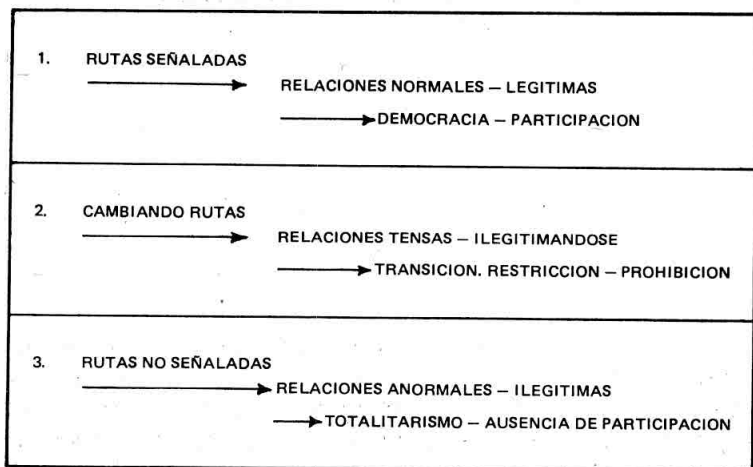 1. RUTAS SEÑALADAS
RELACIONES NORMALES – LEGITIMAS
DEMOCRACIA – PARTICIPACION
2. CAMBIANDO RUTAS
RELACIONES TENSAS – ILEGITIMANDOSE
TRANSICION. RESTRICCION – PROHIBICION
3. RUTAS NO SEÑALADAS
RELACIONES ANORMALES – ILEGITIMAS
TOTALITARISMO – AUSENCIA DE PARTICIPACION